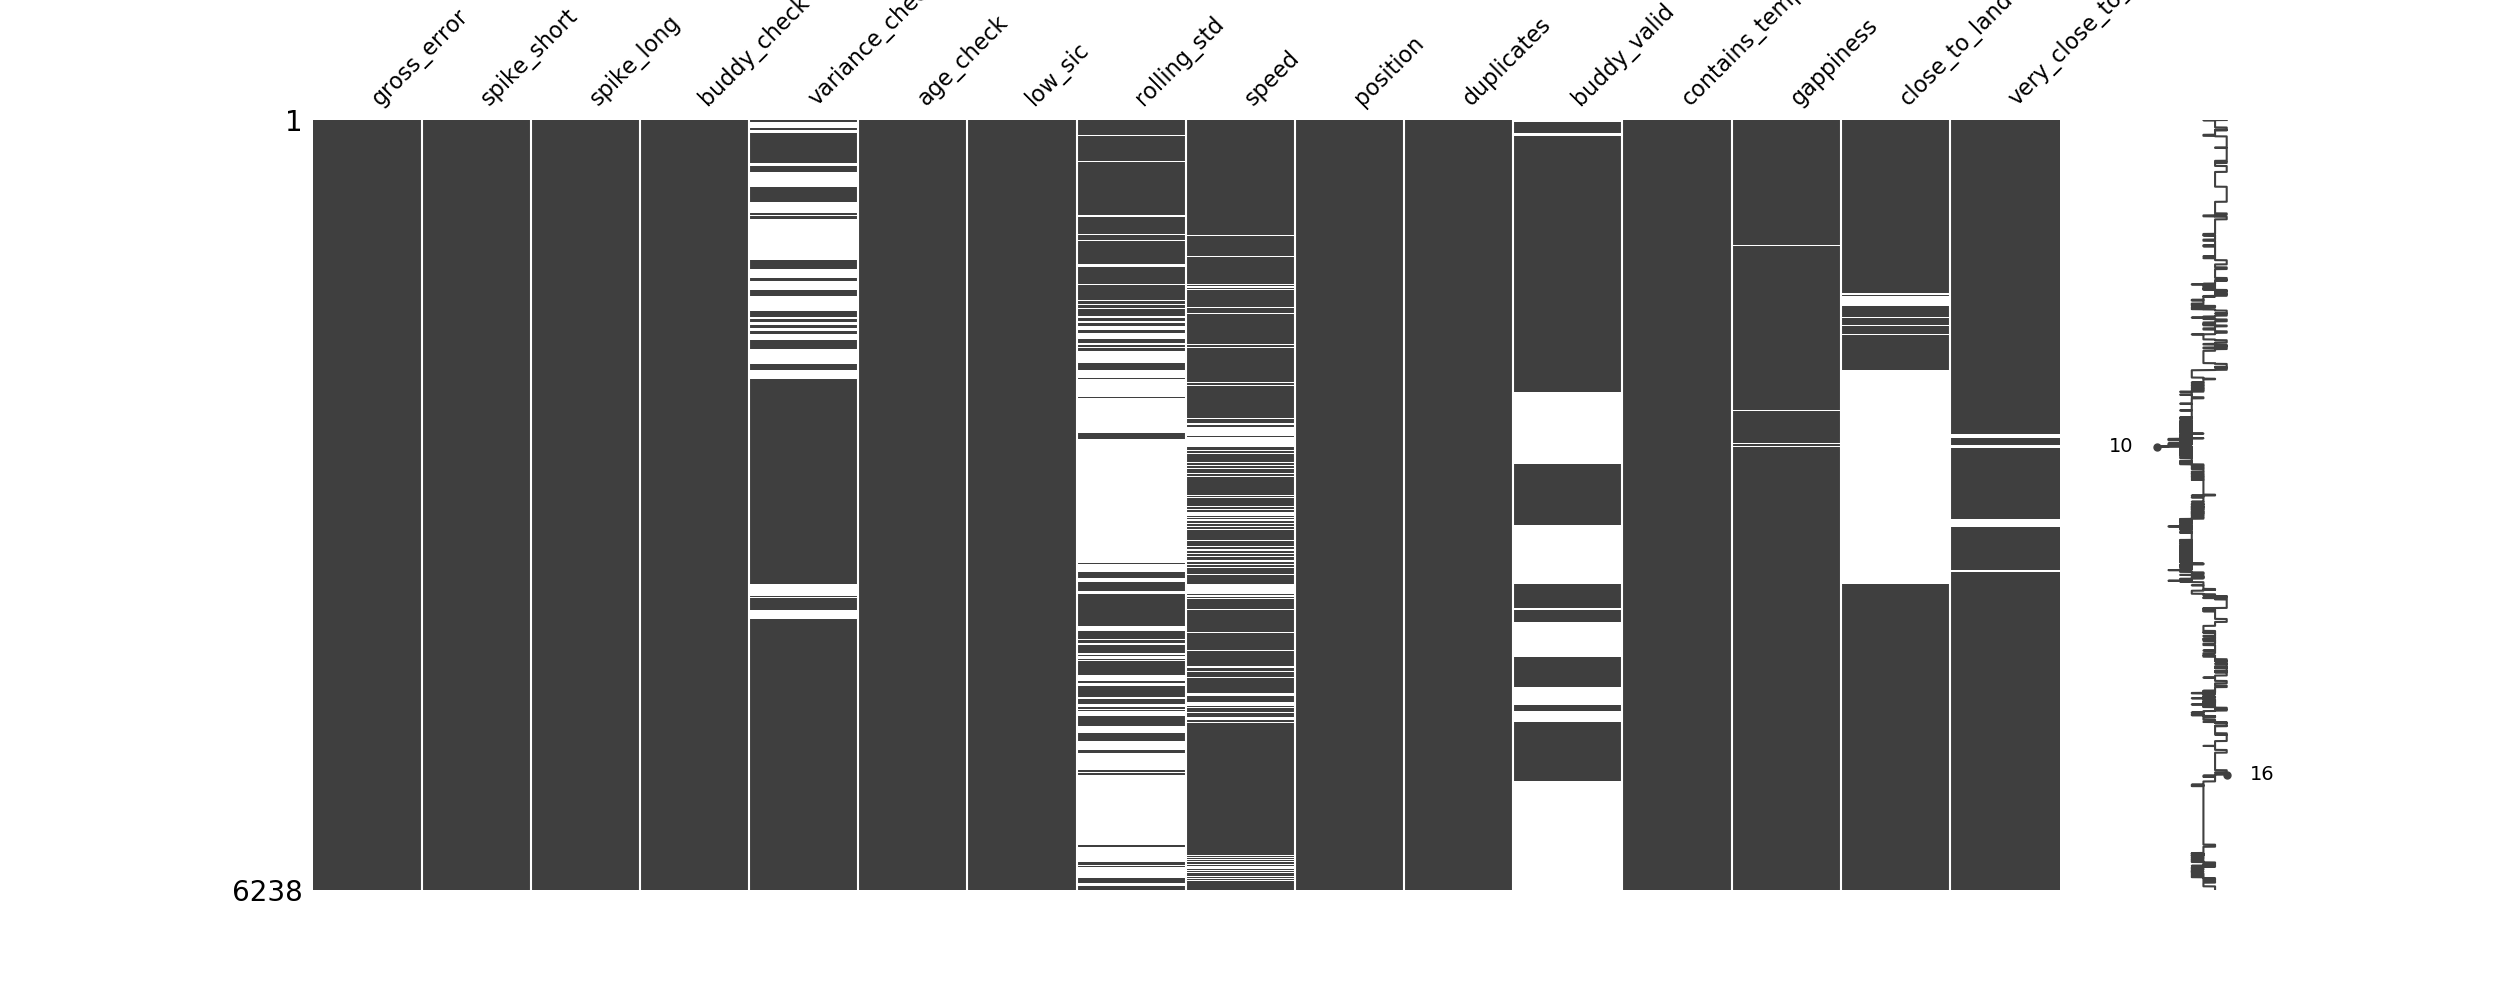 gross_error
spike_short
spike_long
buddy_check
age_check
low_sic
rolling_std
speed
position
duplicates
buddy_valid
gappiness
close_to_land
1
10
16
6238